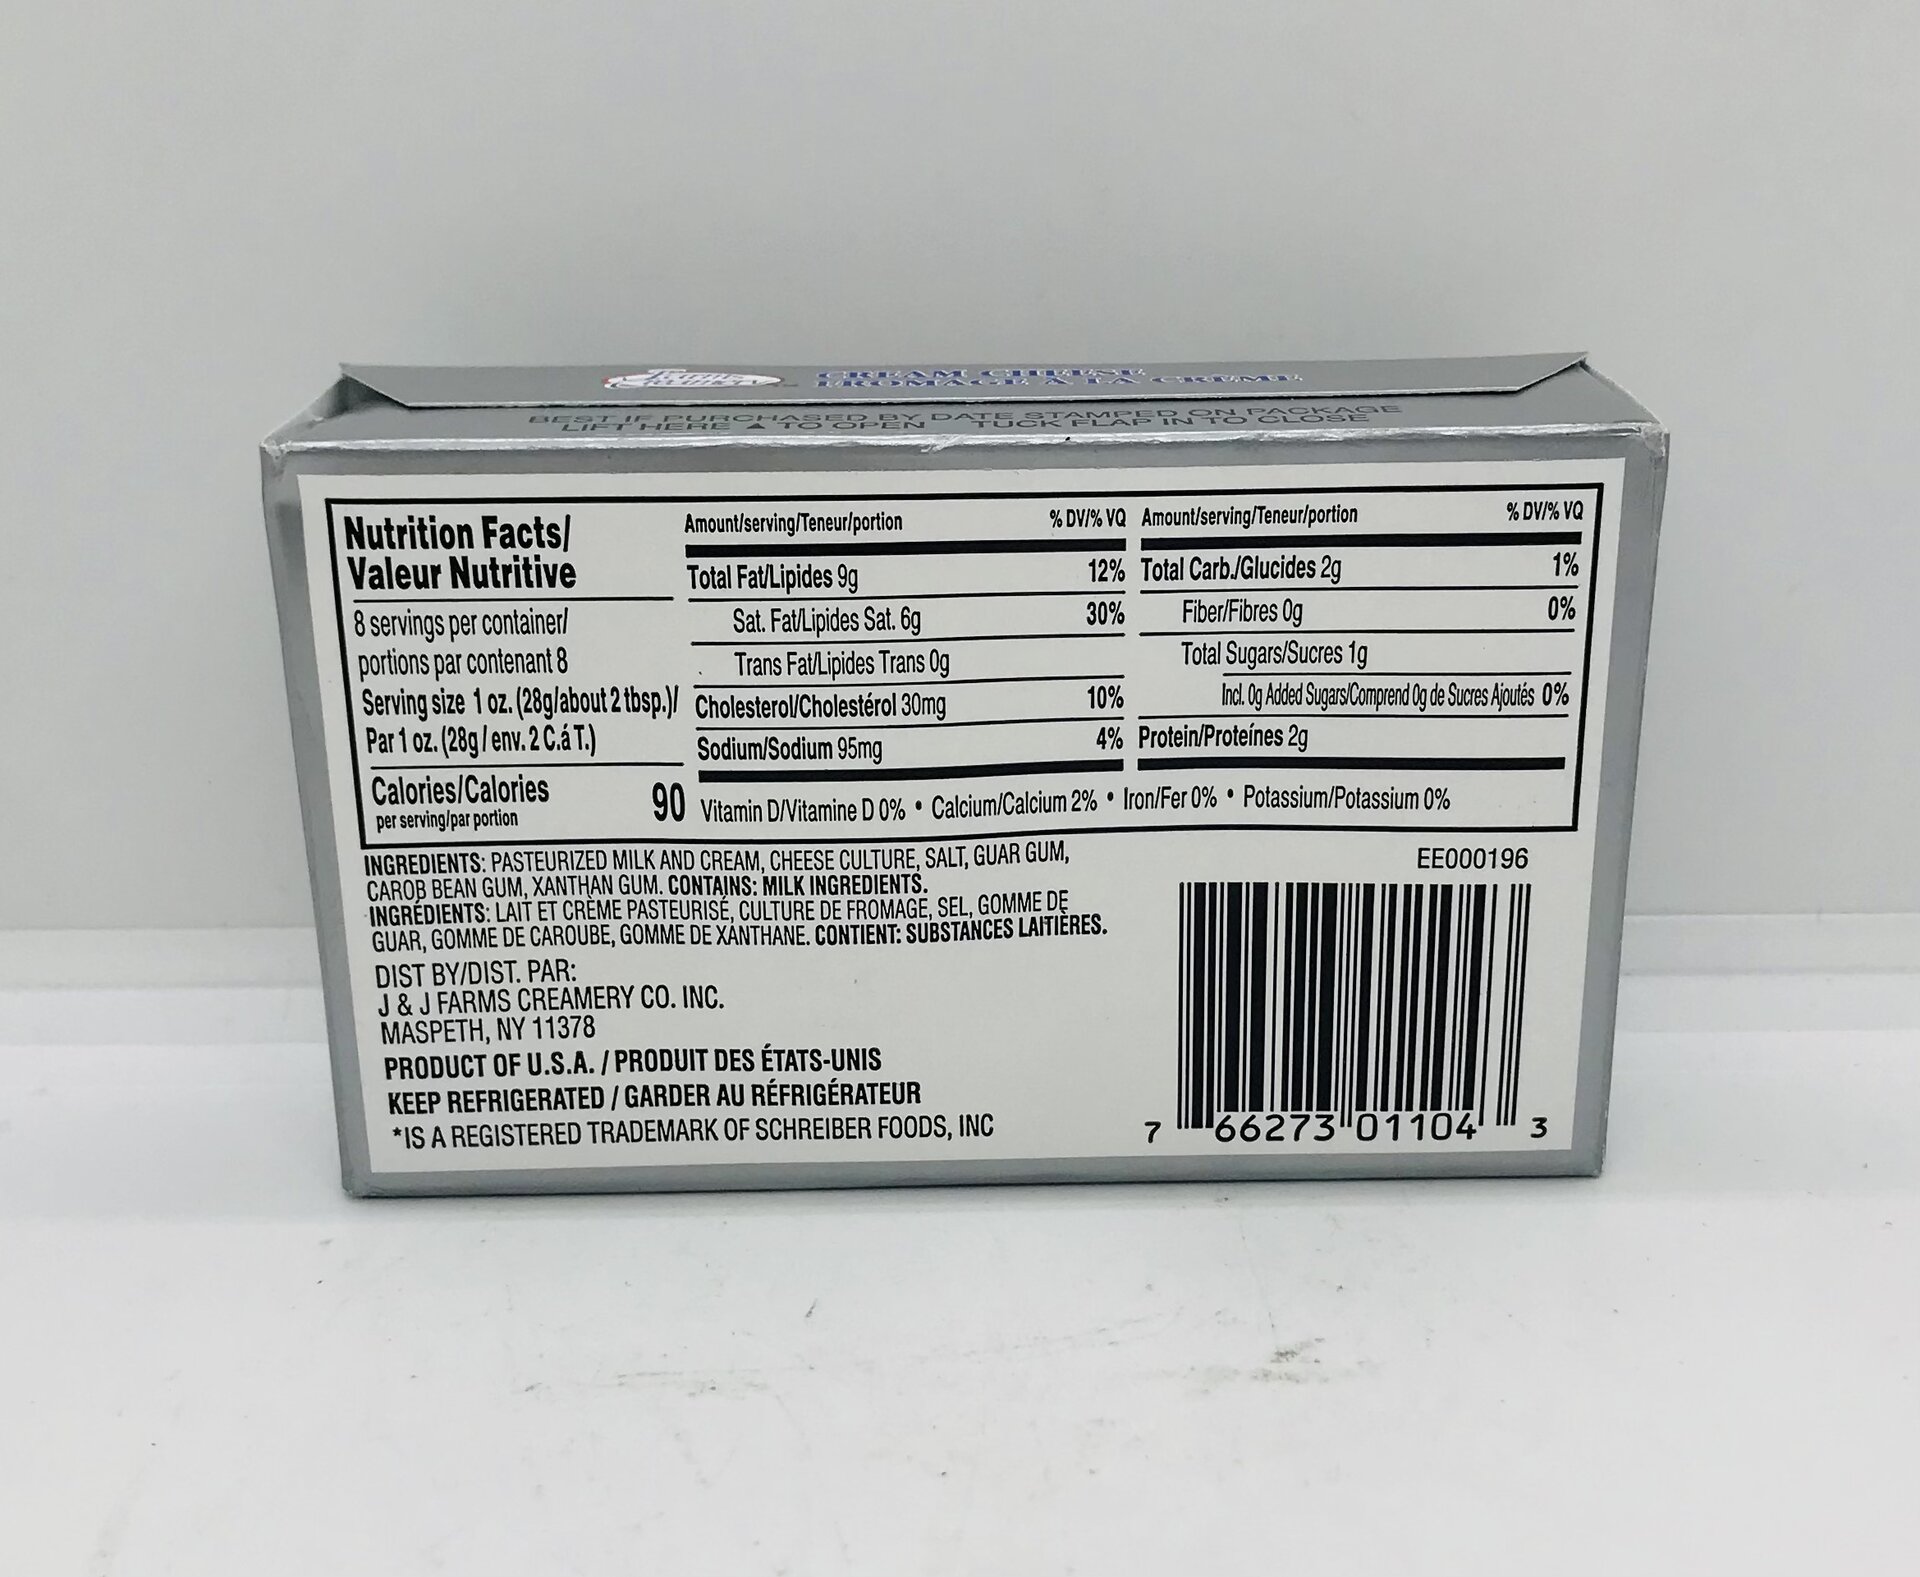 CREAM CHEESE
FROMAGE À LA CRÈME
BEST IF PURCHASED BY DATE STAMPED ON PACKAGE
LIFT HERE ▲ TO OPEN TUCK FLAP IN TO CLOSE
Nutrition Facts/
Valeur Nutritive
8 servings per container/
portions par contenant 8
Serving size 1 oz. (28g/about 2 tbsp.)/
Par 1 oz. (28g / env. 2 C.á T.)
Calories/Calories 90
per serving/par portion
Amount/serving/Teneur/portion % DV/% VQ
Total Fat/Lipides 9g 12%
Sat. Fat/Lipides Sat. 6g 30%
Trans Fat/Lipides Trans 0g
Cholesterol/Cholestérol 30mg 10%
Sodium/Sodium 95mg 4%
Amount/serving/Teneur/portion % DV/% VQ
Total Carb./Glucides 2g 1%
Fiber/Fibres 0g 0%
Total Sugars/Sucres 1g
Incl. 0g Added Sugars/Comprend 0g de Sucres Ajoutés 0%
Protein/Proteínes 2g
Vitamin D/Vitamine D 0% • Calcium/Calcium 2% • Iron/Fer 0% • Potassium/Potassium 0%
INGREDIENTS: PASTEURIZED MILK AND CREAM, CHEESE CULTURE, SALT, GUAR GUM,
CAROB BEAN GUM, XANTHAN GUM. CONTAINS: MILK INGREDIENTS.
INGRÉDIENTS: LAIT ET CRÈME PASTEURISÉ, CULTURE DE FROMAGE, SEL, GOMME DE
GUAR, GOMME DE CAROUBE, GOMME DE XANTHANE. CONTIENT: SUBSTANCES LAITIÈRES.
DIST BY/DIST. PAR:
J & J FARMS CREAMERY CO. INC.
MASPETH, NY 11378
PRODUCT OF U.S.A. / PRODUIT DES ÉTATS-UNIS
KEEP REFRIGERATED / GARDER AU RÉFRIGÉRATEUR
*IS A REGISTERED TRADEMARK OF SCHREIBER FOODS, INC
EE000196
7 66273 01104 3